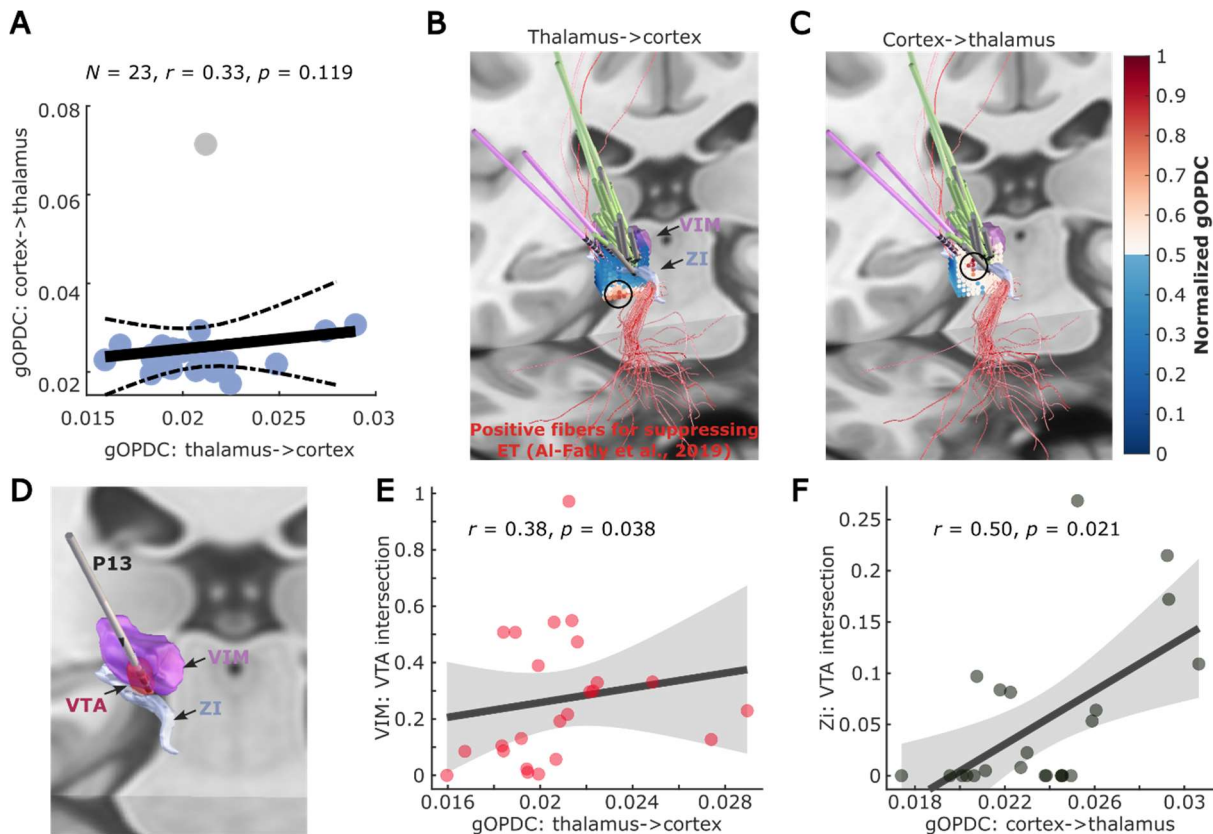 A
N = 23, r = 0.33, p = 0.119
gOPDC: cortex->thalamus
0.08
0.06
0.04
0.02
0.015
0.02
0.025
0.03
gOPDC: thalamus->cortex
B
Thalamus->cortex
VIM
ZI
Positive fibers for suppressing
ET (Al-Fatly et al., 2019)
C
Cortex->thalamus
1
0.9
0.8
0.7
0.6
0.5
0.4
0.3
0.2
0.1
0
Normalized gOPDC
D
P13
VIM
VTA
ZI
E
r = 0.38, p = 0.038
VIM: VTA intersection
1
0.8
0.6
0.4
0.2
0
0.016
0.02
0.024
0.028
gOPDC: thalamus->cortex
F
r = 0.50, p = 0.021
Zi: VTA intersection
0.25
0.2
0.15
0.1
0.05
0
0.018
0.022
0.026
0.03
gOPDC: cortex->thalamus